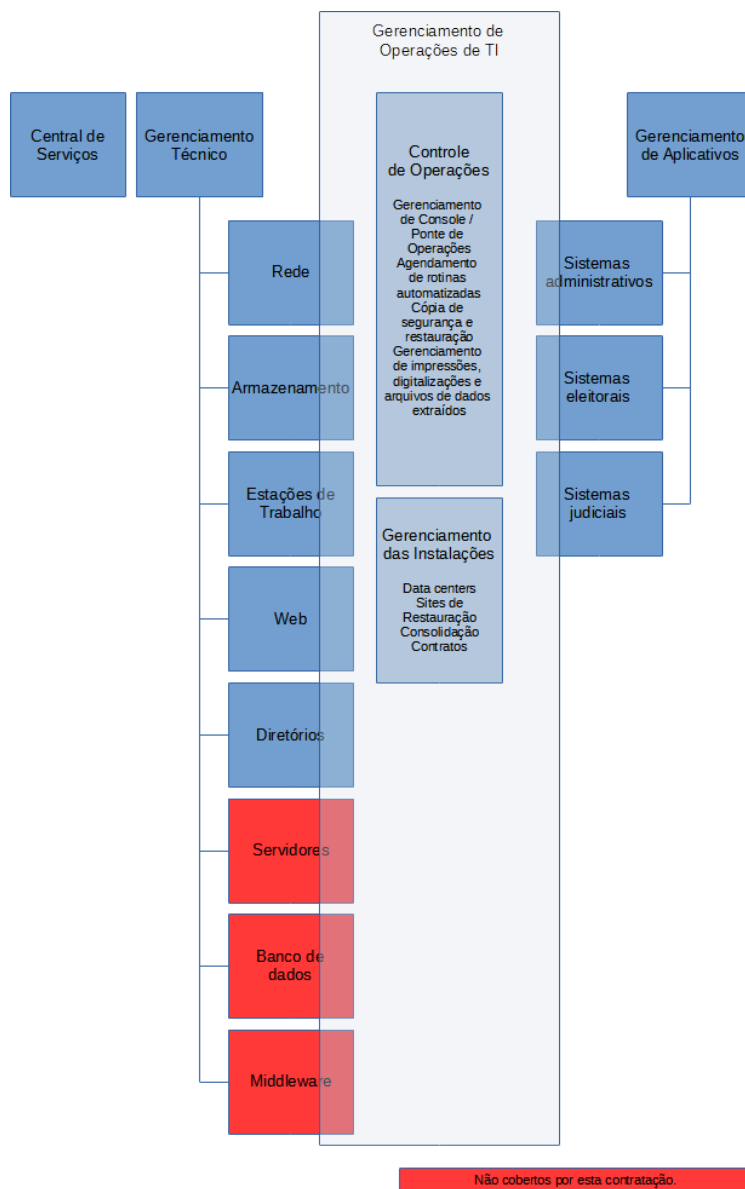 Gerenciamento de
Operações de TI
Central de
Serviços
Gerenciamento
Técnico
Controle
de Operações
Gerenciamento
de Console /
Ponte de
Operações
Agendamento
de rotinas
automatizadas
Cópia de
segurança e
restauração
Gerenciamento
de impressões,
digitalizações e
arquivos de dados
extraídos
Gerenciamento
de Aplicativos
Rede
Sistemas
administrativos
Armazenamento
Sistemas
eleitorais
Estações de
Trabalho
Sistemas
judiciais
Gerenciamento
das Instalações
Data centers
Sites de
Restauração
Consolidação
Contratos
Web
Diretórios
Servidores
Banco de
dados
Middleware
Não cobertos por esta contratação.